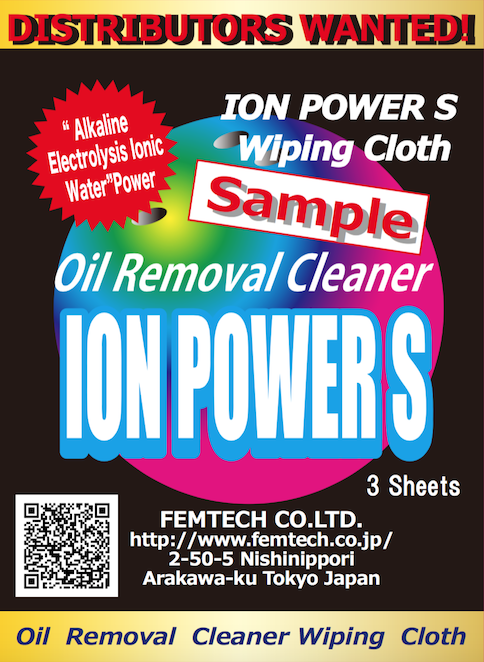 DISTRIBUTORS WANTED!
ION POWER S
Wiping Cloth
“ Alkaline
Electrolysis Ionic
Water”Power
Sample
Oil Removal Cleaner
ION POWER S
3 Sheets
FEMTECH CO.LTD.
http://www.femtech.co.jp/
2-50-5 Nishinippori
Arakawa-ku Tokyo Japan
Oil Removal Cleaner Wiping Cloth